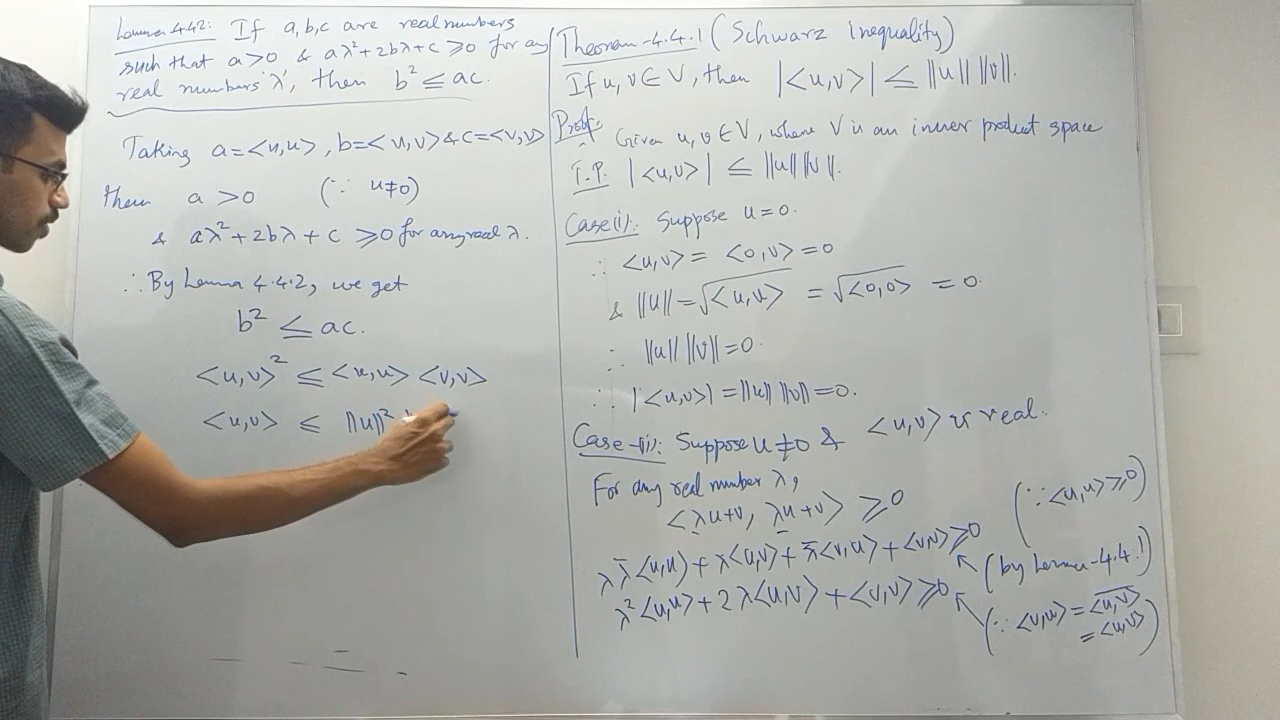 Lemma 4.4.2: If a,b,c are real numbers
such that a>0 & aλ²+2bλ+c ≥0 for any
real numbers 'λ', then b² ≤ ac.
Taking a=<u,u>, b=<u,v> & c=<v,v>
then a >0 (∵ u≠0)
& aλ²+2bλ+c ≥0 for any real λ.
∴ By Lemma 4.4.2, we get
b² ≤ ac.
<u,v>² ≤ <u,u> <v,v>
<u,v> ≤ ||u||²
Theorem-4.4.1 (Schwarz Inequality)
If u, v ∈ V, then |<u,v>| ≤ ||u|| ||v||.
Proof:- Given u, v ∈ V, where V is an inner product space
T.P. |<u,v>| ≤ ||u|| ||v||.
Case(i):- Suppose u=0.
∴ <u,v> = <0,v> =0
& ||u|| = √<u,u> = √<0,0> = 0.
∴ ||u|| ||v|| =0.
∴ |<u,v>| = ||u|| ||v|| =0.
Case-(ii): Suppose u≠0 & <u,v> is real.
For any real number λ,
<λu+v, λu+v> ≥0 (∵ <u,u> ≥0)
λλ̄<u,u> + λ<u,v> + λ̄<v,u> + <v,v> ≥0 (by Lemma-4.4.1)
λ²<u,u> + 2λ<u,v> + <v,v> ≥0 (∵ <v,u> = \overline{<u,v>}
= <u,v>)